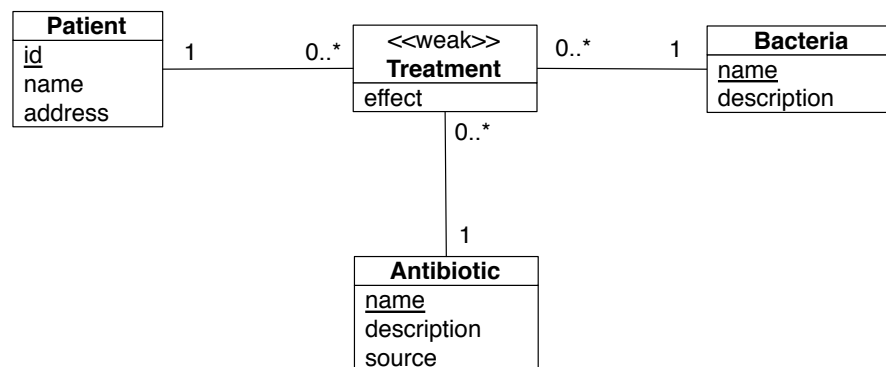 Patient
id
name
address
1
0..*
<<weak>>
Treatment
effect
0..*
1
Bacteria
name
description
0..*
1
Antibiotic
name
description
source